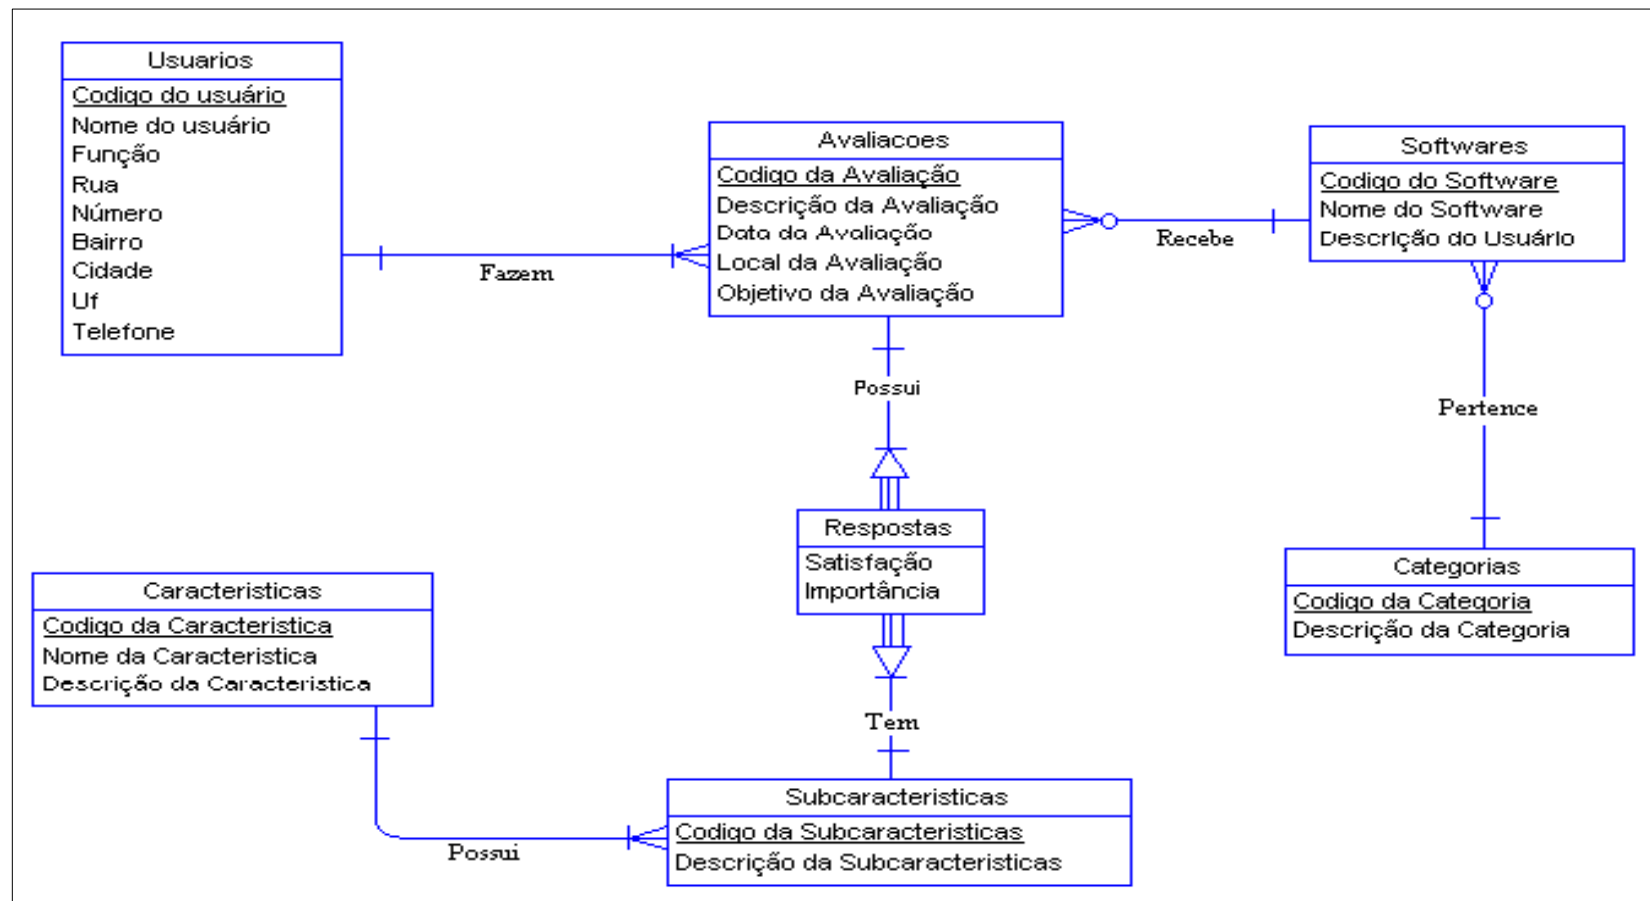 Usuarios
Codigo do usuário
Nome do usuário
Função
Rua
Número
Bairro
Cidade
Uf
Telefone
Fazem
Avaliacoes
Codigo da Avaliação
Descrição da Avaliação
Data da Avaliação
Local da Avaliação
Objetivo da Avaliação
Recebe
Softwares
Codigo do Software
Nome do Software
Descrição do Usuário
Possui
Pertence
Respostas
Satisfação
Importância
Categorias
Codigo da Categoria
Descrição da Categoria
Caracteristicas
Codigo da Caracteristica
Nome da Caracteristica
Descrição da Caracteristica
Tem
Possui
Subcaracteristicas
Codigo da Subcaracteristicas
Descrição da Subcaracteristicas